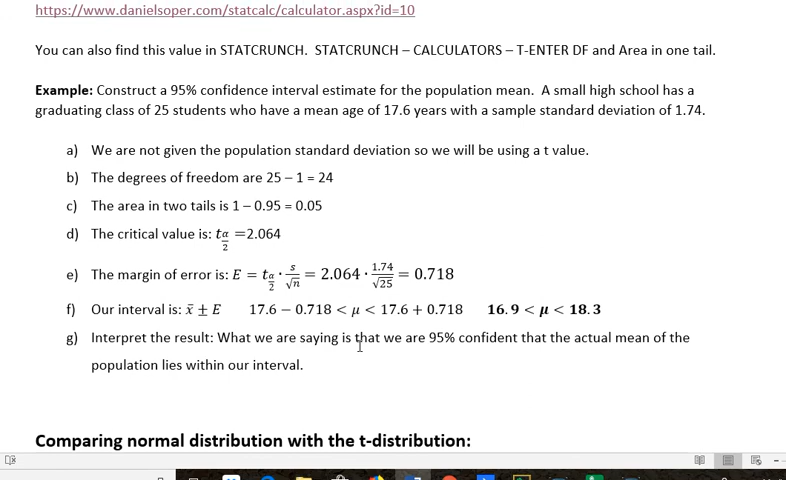 https://www.danielsoper.com/statcalc/calculator.aspx?id=10
You can also find this value in STATCRUNCH.  STATCRUNCH – CALCULATORS – T-ENTER DF and Area in one tail.
Example: Construct a 95% confidence interval estimate for the population mean.  A small high school has a
graduating class of 25 students who have a mean age of 17.6 years with a sample standard deviation of 1.74.
a) We are not given the population standard deviation so we will be using a t value.
b) The degrees of freedom are 25 – 1 = 24
c) The area in two tails is 1 – 0.95 = 0.05
d) The critical value is: t_{α/2} =2.064
e) The margin of error is: E = t_{α/2} · s/√n = 2.064 · 1.74/√25 = 0.718
f) Our interval is: x̄ ± E 17.6 − 0.718 < μ < 17.6 + 0.718 16.9 < μ < 18.3
g) Interpret the result: What we are saying is that we are 95% confident that the actual mean of the
population lies within our interval.
Comparing normal distribution with the t-distribution: